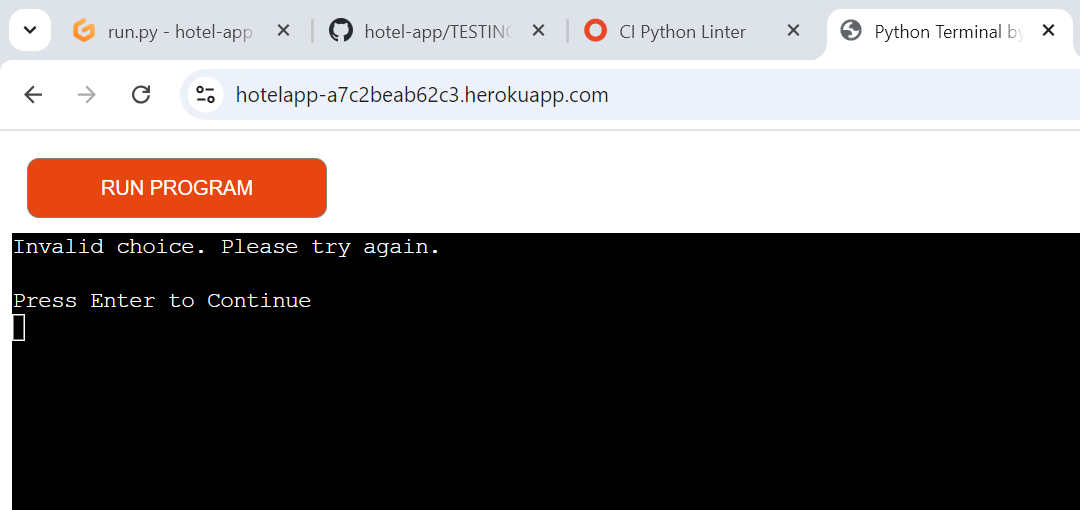 run.py - hotel-app
hotel-app/TESTING
CI Python Linter
Python Terminal by
hotelapp-a7c2beab62c3.herokuapp.com
RUN PROGRAM
Invalid choice. Please try again.
Press Enter to Continue